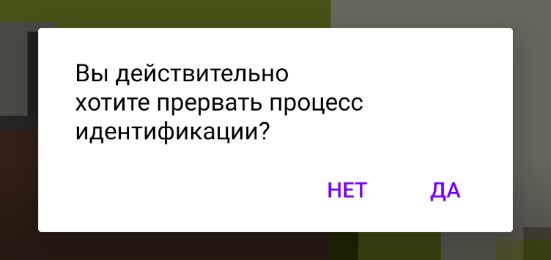 Вы действительно
хотите прервать процесс
идентификации?
НЕТ ДА